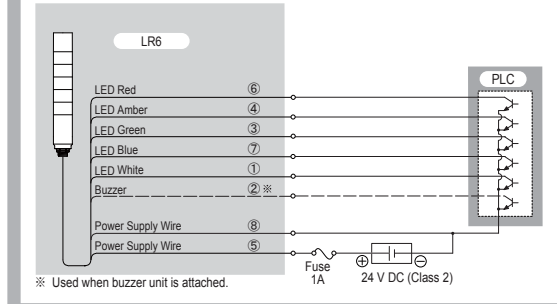 LR6
PLC
LED Red ⑥
LED Amber ④
LED Green ③
LED Blue ⑦
LED White ①
Buzzer ② ※
Power Supply Wire ⑧
Power Supply Wire ⑤
⊕ ⊖
Fuse
1A
24 V DC (Class 2)
※ Used when buzzer unit is attached.